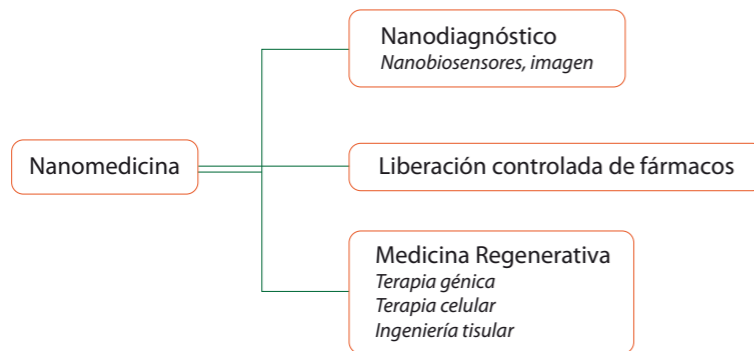 Nanodiagnóstico
Nanobiosensores, imagen
Nanomedicina
Liberación controlada de fármacos
Medicina Regenerativa
Terapia génica
Terapia celular
Ingeniería tisular